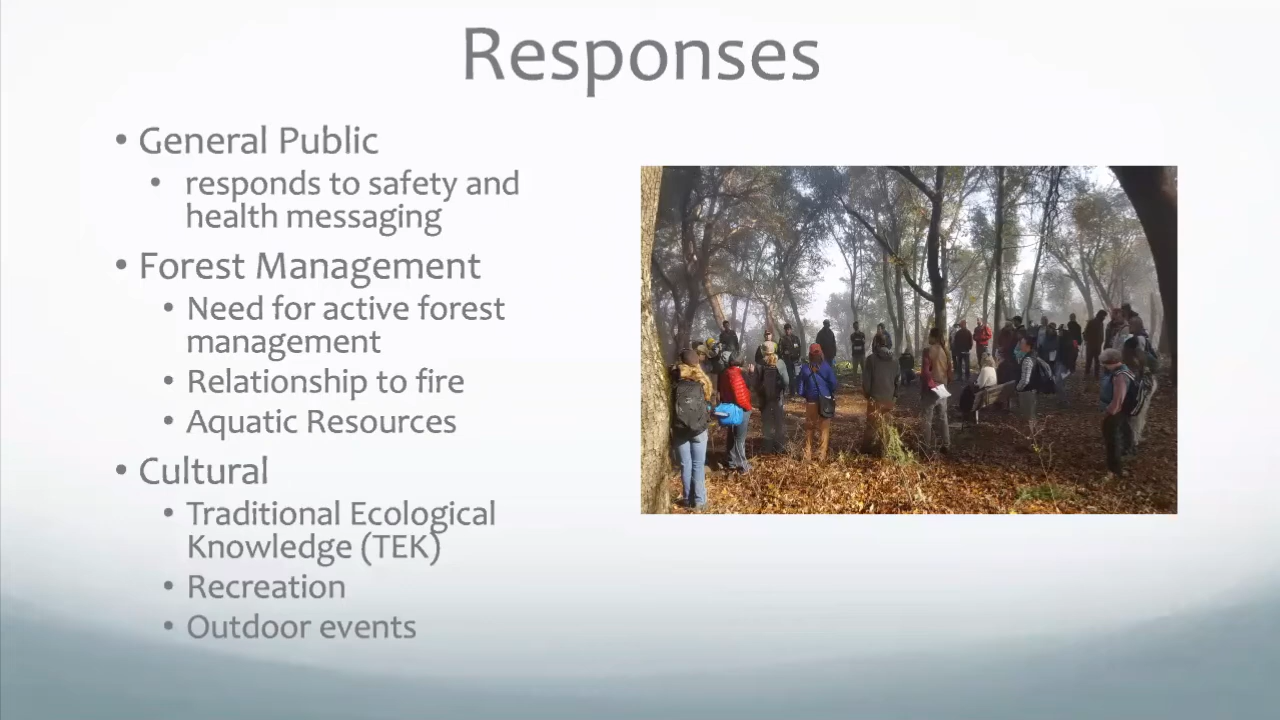 Responses
• General Public
• responds to safety and
health messaging
• Forest Management
• Need for active forest
management
• Relationship to fire
• Aquatic Resources
• Cultural
• Traditional Ecological
Knowledge (TEK)
• Recreation
• Outdoor events